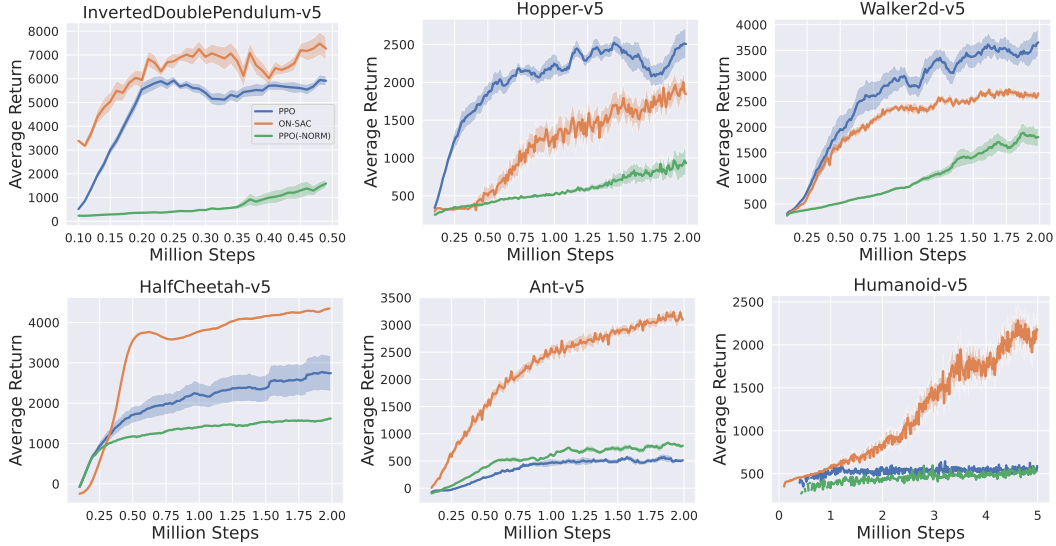 InvertedDoublePendulum-v5
Average Return
8000
7000
6000
5000
4000
3000
2000
1000
0
PPO
ON-SAC
PPO(-NORM)
0.10 0.15 0.20 0.25 0.30 0.35 0.40 0.45 0.50
Million Steps
Hopper-v5
Average Return
2500
2000
1500
1000
500
0.25 0.50 0.75 1.00 1.25 1.50 1.75 2.00
Million Steps
Walker2d-v5
Average Return
4000
3500
3000
2500
2000
1500
1000
500
0.25 0.50 0.75 1.00 1.25 1.50 1.75 2.00
Million Steps
HalfCheetah-v5
Average Return
4000
3000
2000
1000
0
0.25 0.50 0.75 1.00 1.25 1.50 1.75 2.00
Million Steps
Ant-v5
Average Return
3500
3000
2500
2000
1500
1000
500
0
0.25 0.50 0.75 1.00 1.25 1.50 1.75 2.00
Million Steps
Humanoid-v5
Average Return
2500
2000
1500
1000
500
0 1 2 3 4 5
Million Steps